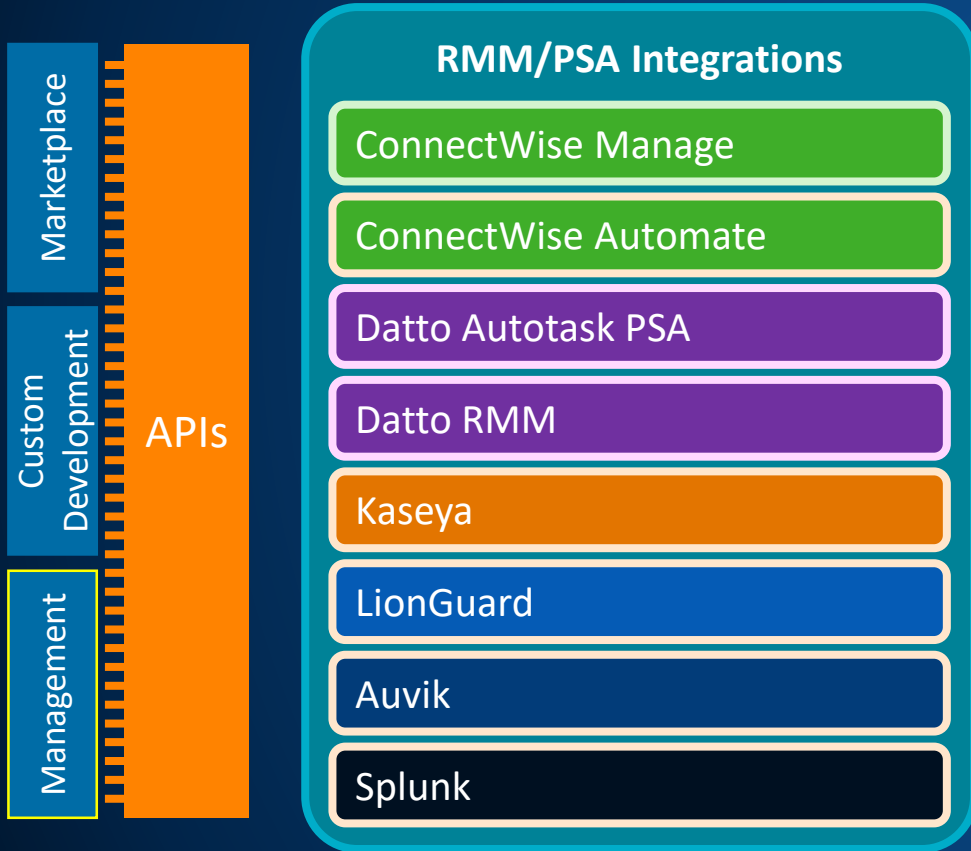 Marketplace
Custom
Development
Management
APIs
RMM/PSA Integrations
ConnectWise Manage
ConnectWise Automate
Datto Autotask PSA
Datto RMM
Kaseya
LionGuard
Auvik
Splunk